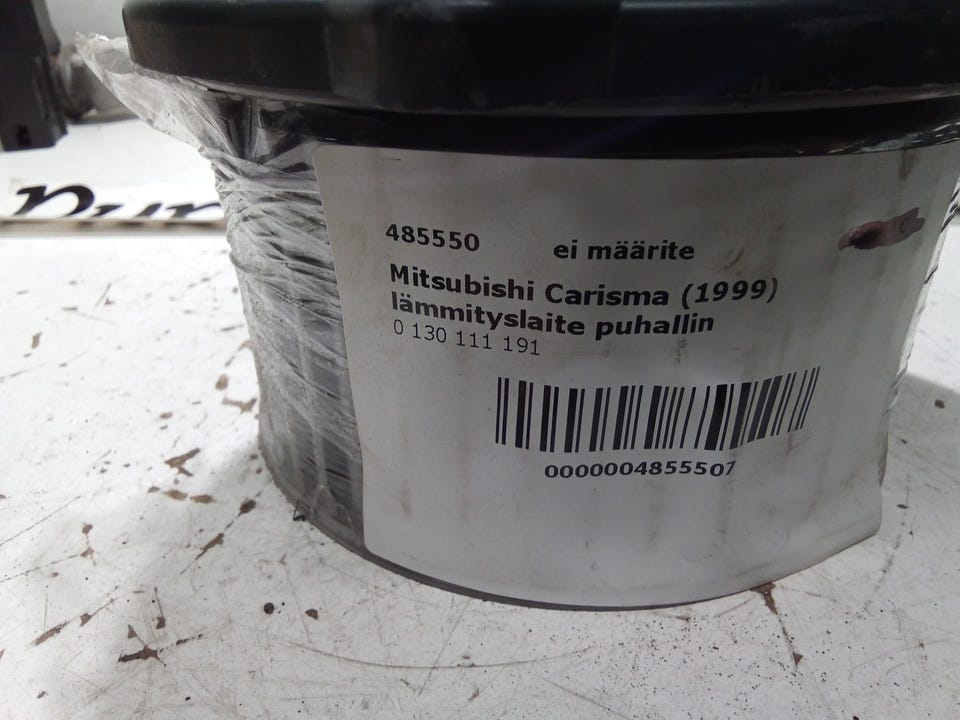 485550 ei määrite
Mitsubishi Carisma (1999)
lämmityslaite puhallin
0 130 111 191
0000004855507